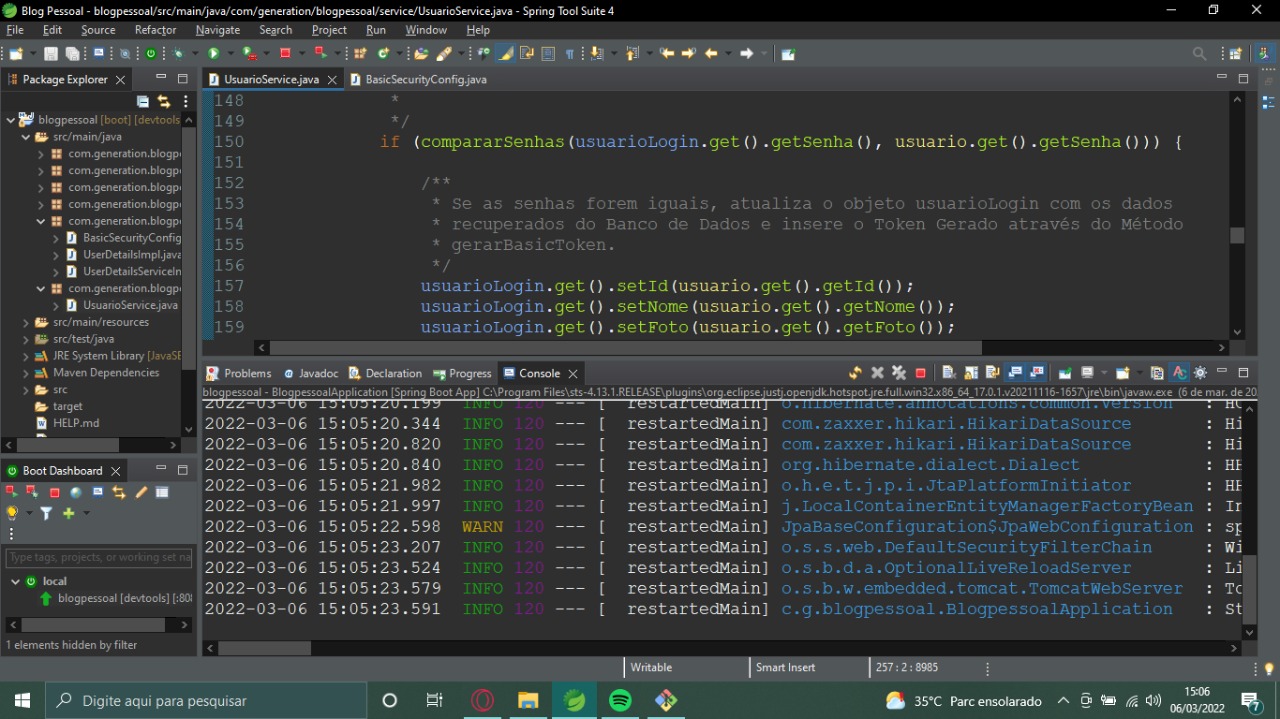 Blog Pessoal - blogpessoal/src/main/java/com/generation/blogpessoal/service/UsuarioService.java - Spring Tool Suite 4
File Edit Source Refactor Navigate Search Project Run Window Help
Package Explorer
blogpessoal [boot] [devtools
src/main/java
com.generation.blogpe
com.generation.blogpe
com.generation.blogpe
com.generation.blogpe
com.generation.blogpe
BasicSecurityConfig
UserDetailsImpl.java
UserDetailsServiceIn
com.generation.blogpe
UsuarioService.java
src/main/resources
src/test/java
JRE System Library [JavaSE
Maven Dependencies
src
target
HELP.md
Boot Dashboard
Type tags, projects, or working set na
local
blogpessoal [devtools] [:808
1 elements hidden by filter
UsuarioService.java
BasicSecurityConfig.java
148 *
149 */
150 if (compararSenhas(usuarioLogin.get().getSenha(), usuario.get().getSenha())) {
151
152 /**
153 * Se as senhas forem iguais, atualiza o objeto usuarioLogin com os dados
154 * recuperados do Banco de Dados e insere o Token Gerado através do Método
155 * gerarBasicToken.
156 */
157 usuarioLogin.get().setId(usuario.get().getId());
158 usuarioLogin.get().setNome(usuario.get().getNome());
159 usuarioLogin.get().setFoto(usuario.get().getFoto());
Problems Javadoc Declaration Progress Console
blogpessoal - BlogpessoalApplication [Spring Boot App] C:\Program Files\sts-4.13.1.RELEASE\plugins\org.eclipse.justj.openjdk.hotspot.jre.full.win32.x86_64_17.0.1.v20211116-1657\jre\bin\javaw.exe (6 de mar. de 20
2022-03-06 15:05:20.199 INFO 120 --- [ restartedMain] o.hibernate.annotations.common.Version : HC
2022-03-06 15:05:20.344 INFO 120 --- [ restartedMain] com.zaxxer.hikari.HikariDataSource : Hi
2022-03-06 15:05:20.820 INFO 120 --- [ restartedMain] com.zaxxer.hikari.HikariDataSource : Hi
2022-03-06 15:05:20.840 INFO 120 --- [ restartedMain] org.hibernate.dialect.Dialect : HH
2022-03-06 15:05:21.982 INFO 120 --- [ restartedMain] o.h.e.t.j.p.i.JtaPlatformInitiator : HH
2022-03-06 15:05:21.997 INFO 120 --- [ restartedMain] j.LocalContainerEntityManagerFactoryBean : In
2022-03-06 15:05:22.598 WARN 120 --- [ restartedMain] JpaBaseConfiguration$JpaWebConfiguration : sp
2022-03-06 15:05:23.207 INFO 120 --- [ restartedMain] o.s.s.web.DefaultSecurityFilterChain : Wi
2022-03-06 15:05:23.524 INFO 120 --- [ restartedMain] o.s.b.d.a.OptionalLiveReloadServer : Li
2022-03-06 15:05:23.579 INFO 120 --- [ restartedMain] o.s.b.w.embedded.tomcat.TomcatWebServer : To
2022-03-06 15:05:23.591 INFO 120 --- [ restartedMain] c.g.blogpessoal.BlogpessoalApplication : St
Writable Smart Insert 257 : 2 : 8985
Digite aqui para pesquisar
35°C Parc ensolarado
15:06
06/03/2022
7